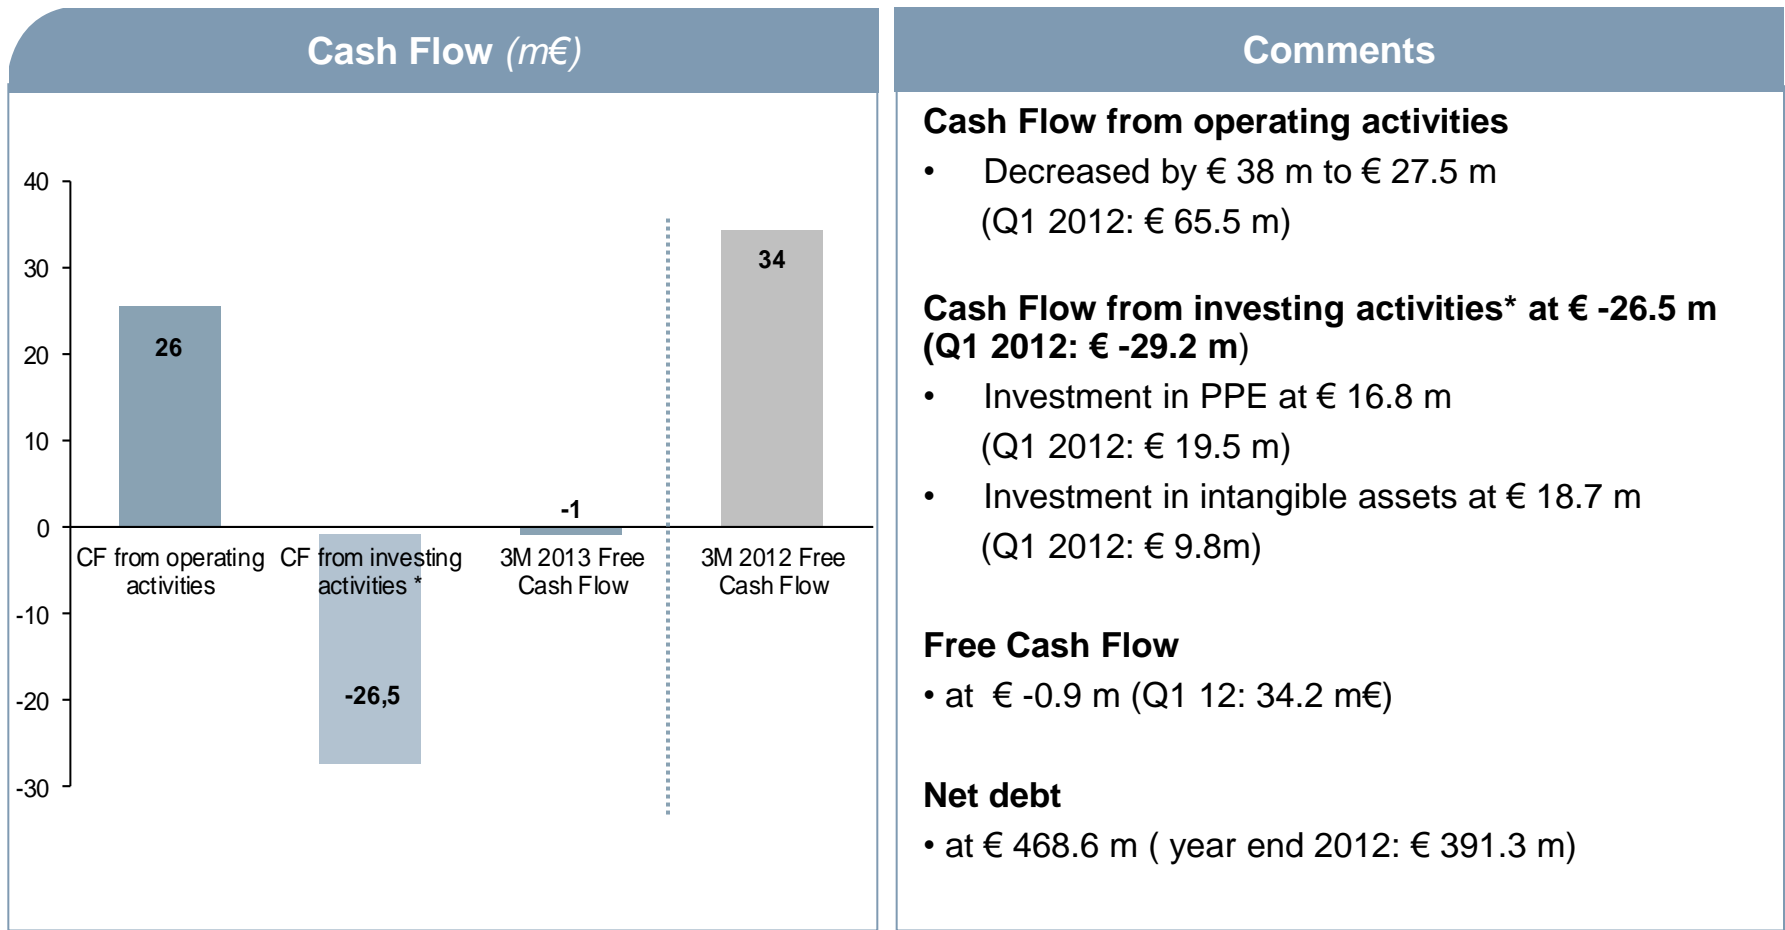 Cash Flow (m€)
40
30
20
10
0
-10
-20
-30
26
-26,5
-1
34
CF from operating
activities
CF from investing
activities *
3M 2013 Free
Cash Flow
3M 2012 Free
Cash Flow
Comments
Cash Flow from operating activities
• Decreased by € 38 m to € 27.5 m
(Q1 2012: € 65.5 m)
Cash Flow from investing activities* at € -26.5 m
(Q1 2012: € -29.2 m)
• Investment in PPE at € 16.8 m
(Q1 2012: € 19.5 m)
• Investment in intangible assets at € 18.7 m
(Q1 2012: € 9.8m)
Free Cash Flow
• at € -0.9 m (Q1 12: 34.2 m€)
Net debt
• at € 468.6 m ( year end 2012: € 391.3 m)